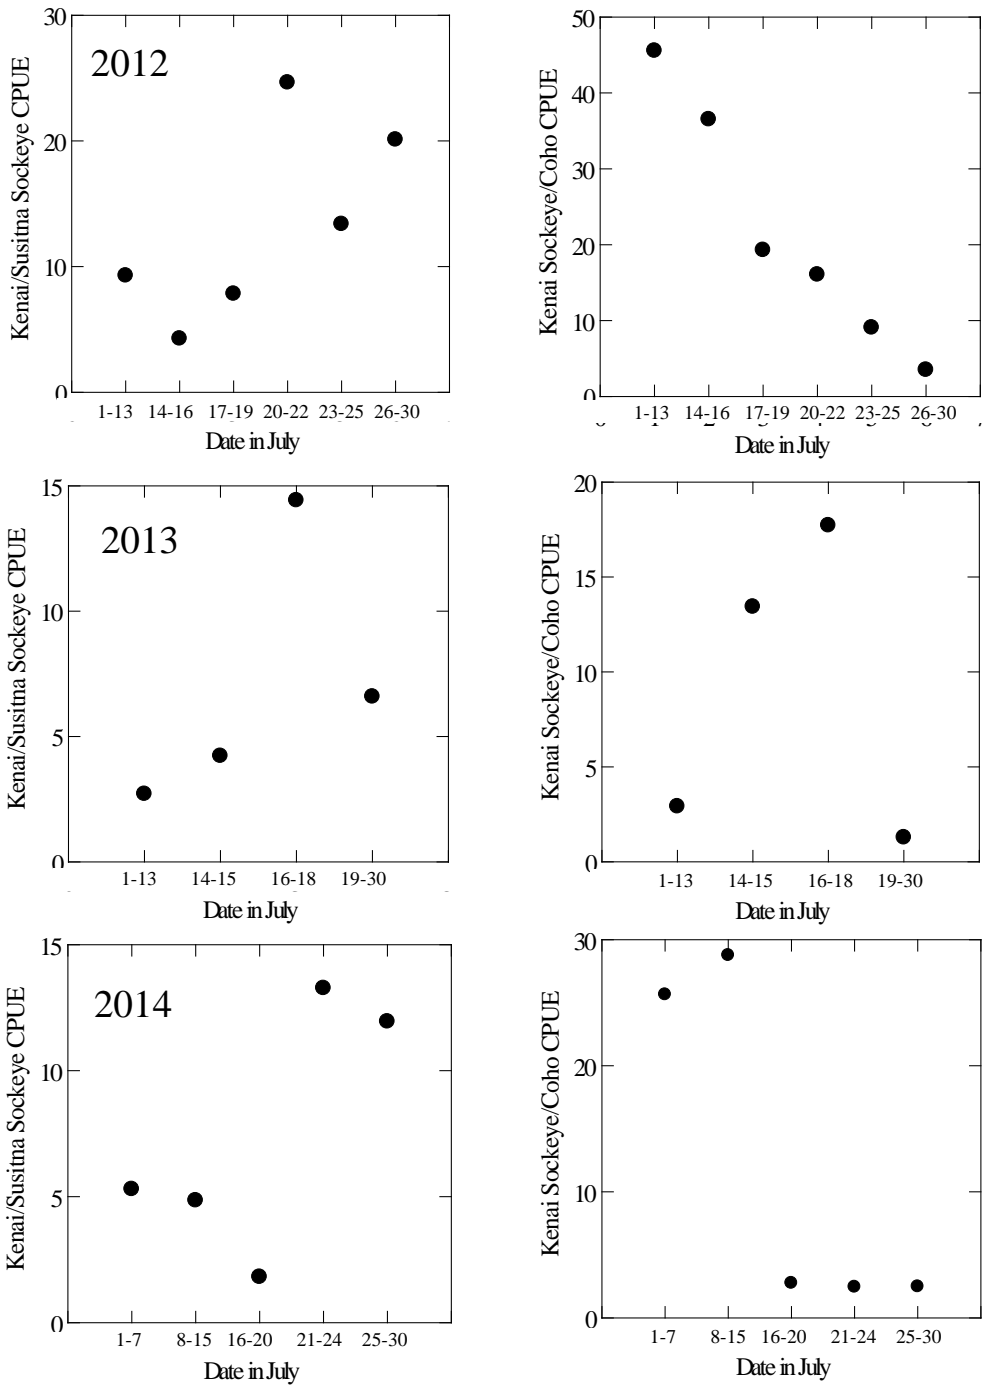 2012
Kenai/Susitna Sockeye CPUE
30
20
10
0
1-13 14-16 17-19 20-22 23-25 26-30
Date in July
Kenai Sockeye/Coho CPUE
50
40
30
20
10
0
1-13 14-16 17-19 20-22 23-25 26-30
Date in July
2013
Kenai/Susitna Sockeye CPUE
15
10
5
0
1-13 14-15 16-18 19-30
Date in July
Kenai Sockeye/Coho CPUE
20
15
10
5
0
1-13 14-15 16-18 19-30
Date in July
2014
Kenai/Susitna Sockeye CPUE
15
10
5
0
1-7 8-15 16-20 21-24 25-30
Date in July
Kenai Sockeye/Coho CPUE
30
20
10
0
1-7 8-15 16-20 21-24 25-30
Date in July